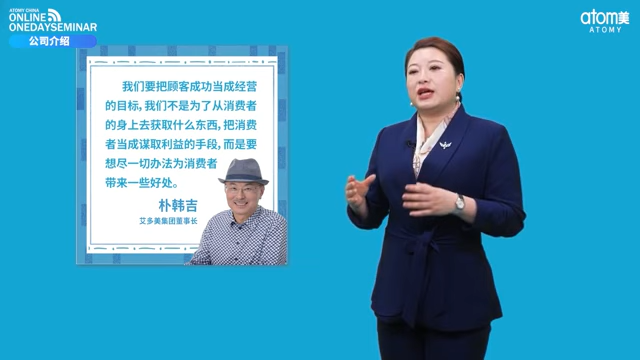 ATOMY CHINA
ONLINE
ONEDAYSEMINAR
公司介绍
atom美
ATOMY
我们要把顾客成功当成经营
的目标，我们不是为了从消费者
的身上去获取什么东西，把消费
者当成谋取利益的手段，而是要
想尽一切办法为消费者
带来一些好处。
朴韩吉
艾多美集团董事长